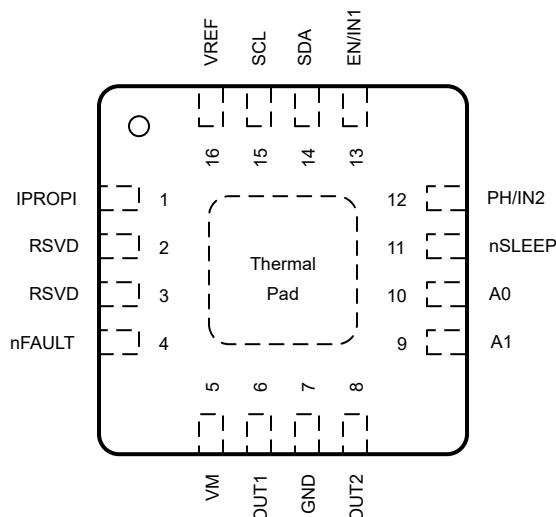 VREF
SCL
SDA
EN/IN1
16
15
14
13
IPROPI
1
12
PH/IN2
RSVD
2
11
nSLEEP
RSVD
3
10
A0
nFAULT
4
9
A1
Thermal
Pad
5
6
7
8
VM
OUT1
GND
OUT2